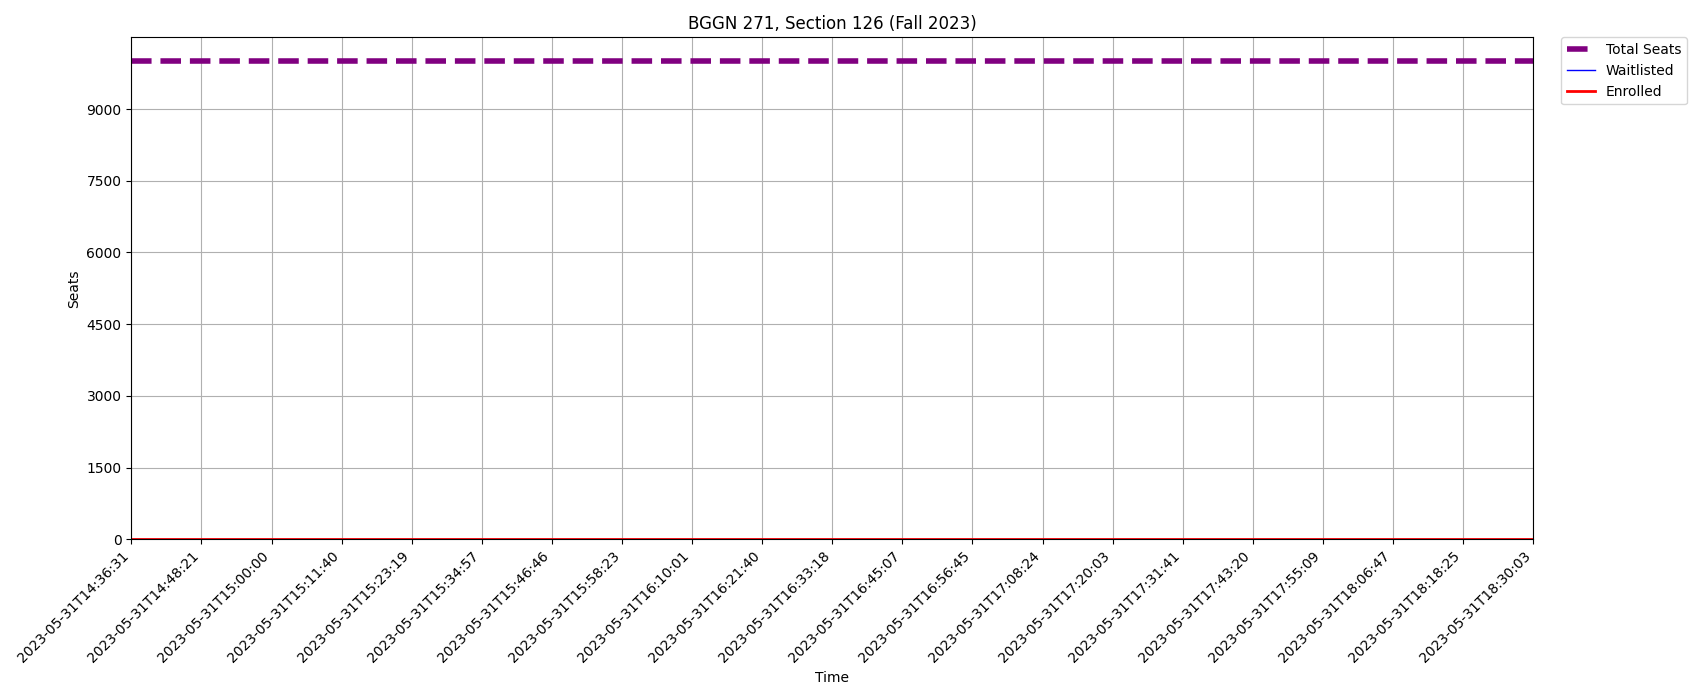 BGGN 271, Section 126 (Fall 2023)
Total Seats
Waitlisted
Enrolled
Seats
9000
7500
6000
4500
3000
1500
0
2023-05-31T14:36:31
2023-05-31T14:48:21
2023-05-31T15:00:00
2023-05-31T15:11:40
2023-05-31T15:23:19
2023-05-31T15:34:57
2023-05-31T15:46:46
2023-05-31T15:58:23
2023-05-31T16:10:01
2023-05-31T16:21:40
2023-05-31T16:33:18
2023-05-31T16:45:07
2023-05-31T16:56:45
2023-05-31T17:08:24
2023-05-31T17:20:03
2023-05-31T17:31:41
2023-05-31T17:43:20
2023-05-31T17:55:09
2023-05-31T18:06:47
2023-05-31T18:18:25
2023-05-31T18:30:03
Time